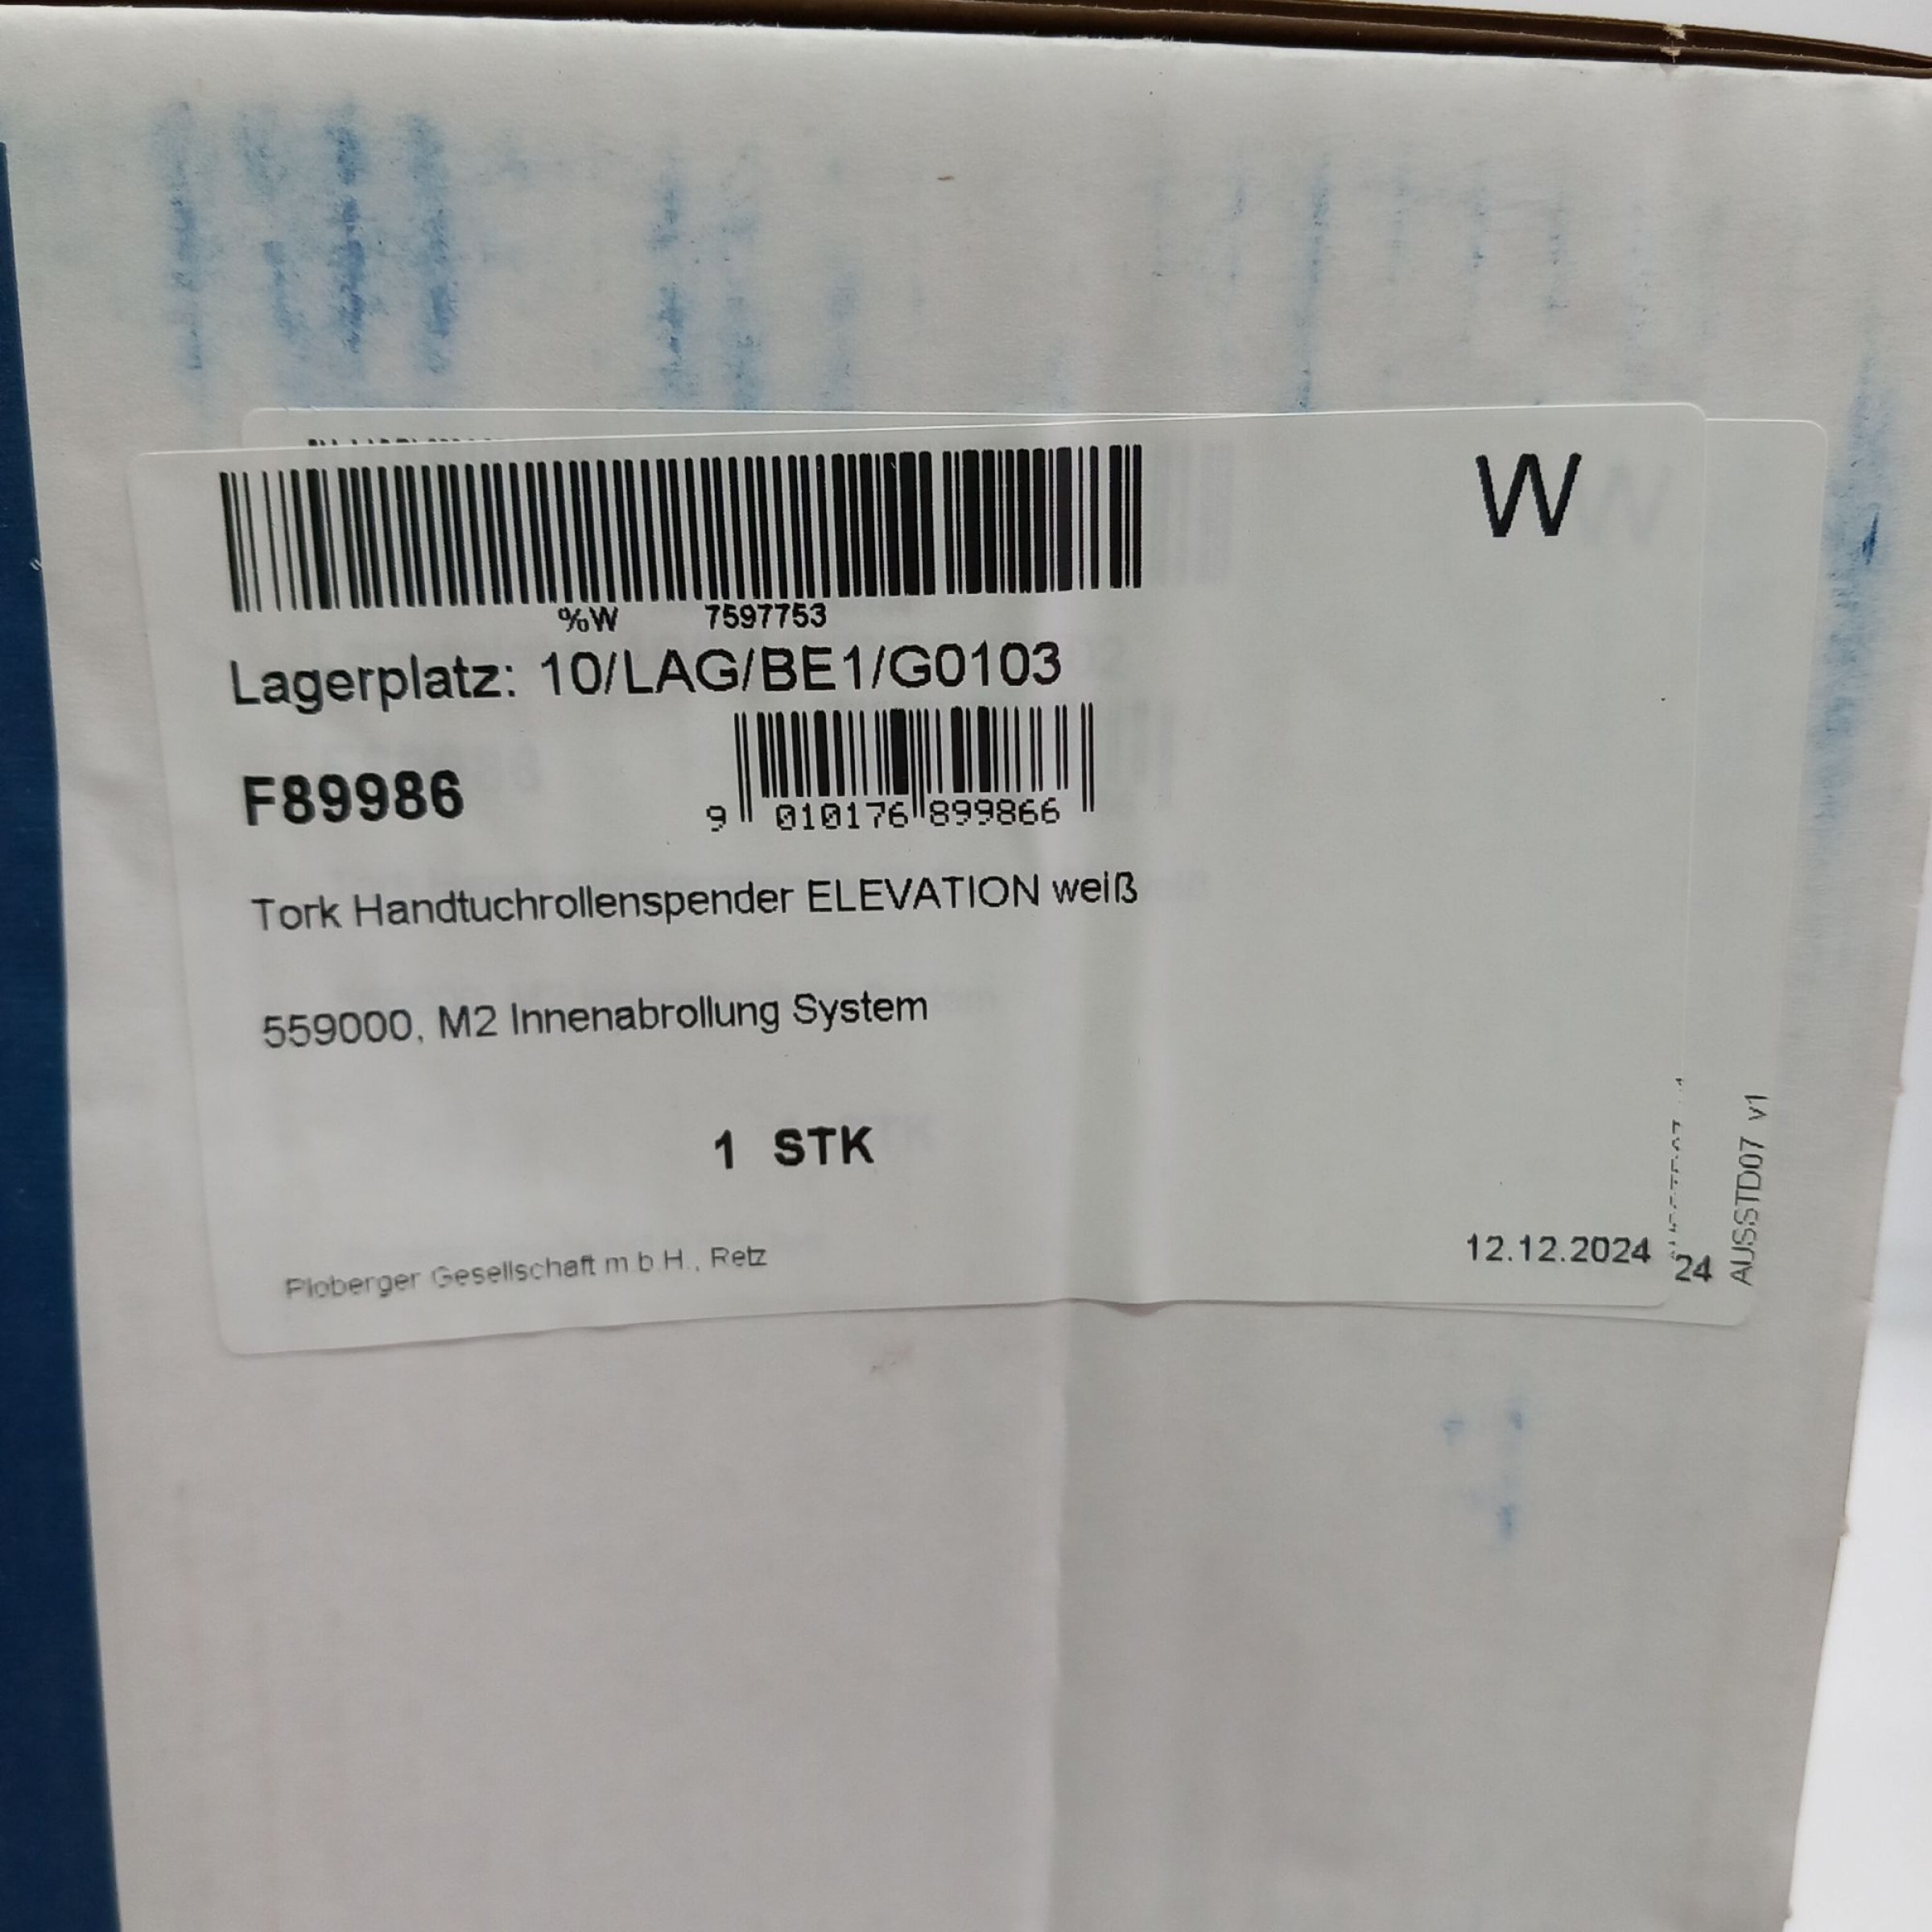 W
%W 7597753
Lagerplatz: 10/LAG/BE1/G0103
F89986
9 010176 899866
Tork Handtuchrollenspender ELEVATION weiß
559000, M2 Innenabrollung System
1 STK
Ploberger Gesellschaft m b H., Retz
12.12.2024
24
AUSSTD07 v1